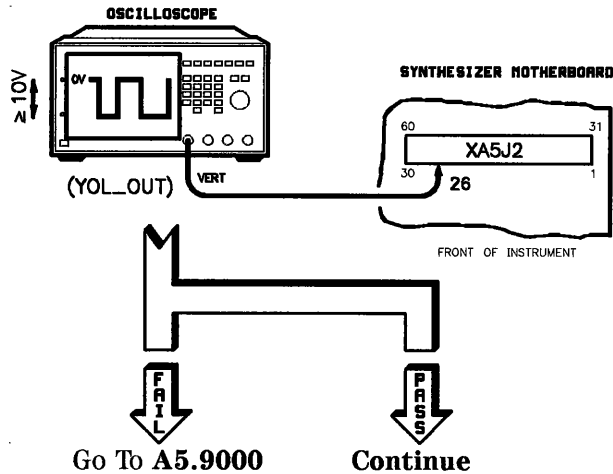 OSCILLOSCOPE
SYNTHESIZER MOTHERBOARD
≥10V
0V
60 31
XA5J2
30 1
(YOL_OUT)
VERT
26
FRONT OF INSTRUMENT
FAIL
PASS
Go To A5.9000
Continue